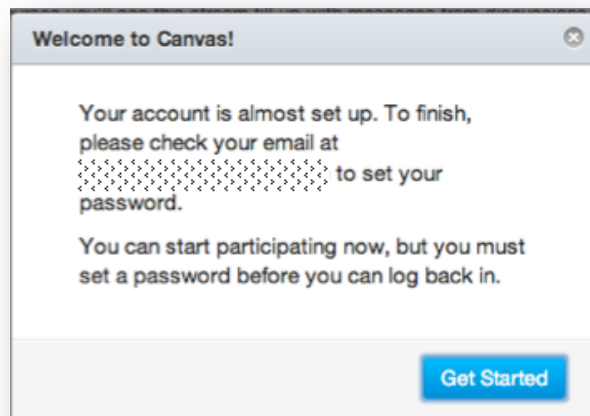 Welcome to Canvas!
Your account is almost set up. To finish,
please check your email at
to set your
password.
You can start participating now, but you must
set a password before you can log back in.
Get Started